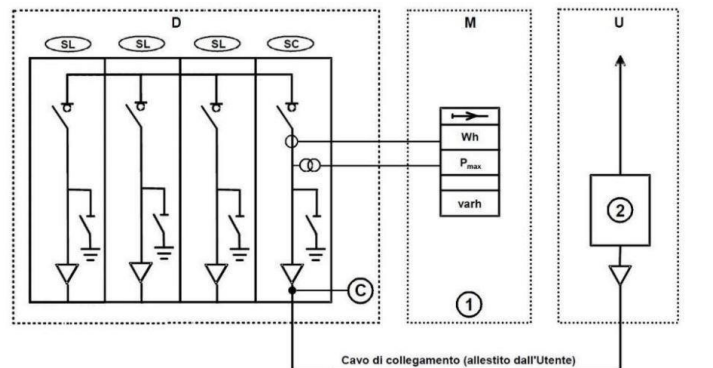 D
M
U
SL
SL
SL
SC
Wh
Pmax
varh
2
C
1
Cavo di collegamento (allestito dall'Utente)